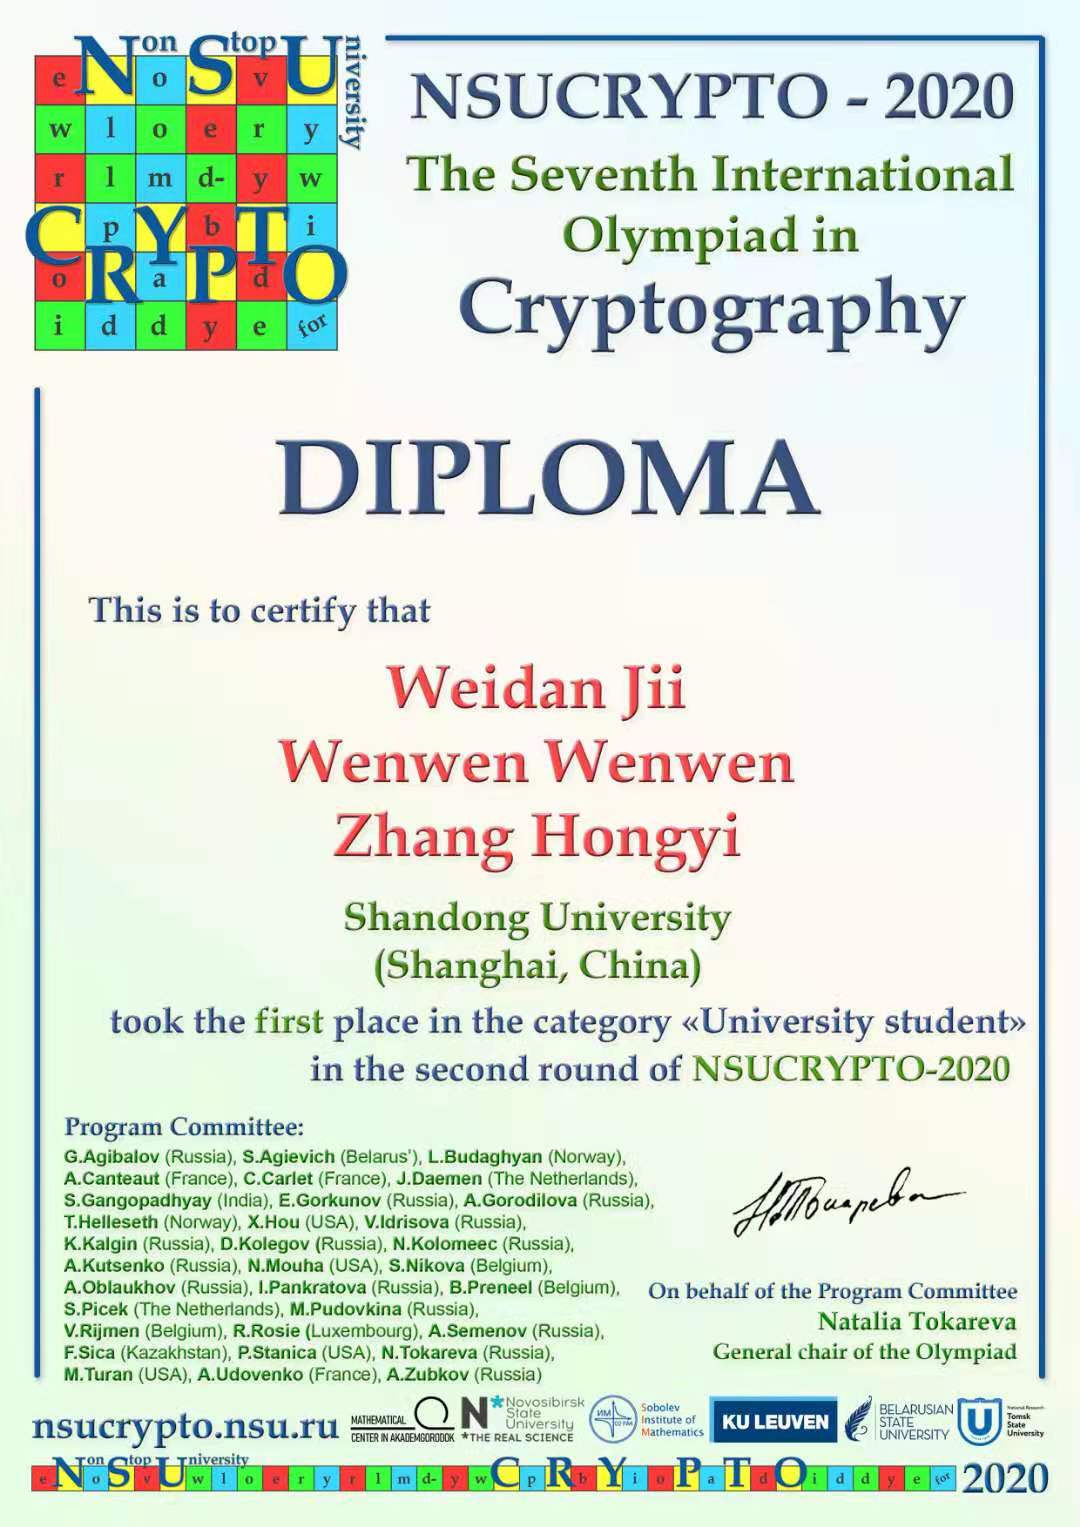 Non Stop University
CRYPTO
e o v
w l o e r y
r l m d- y w
p b i
o a d
i d d y e for
NSUCRYPTO - 2020
The Seventh International
Olympiad in
Cryptography
DIPLOMA
This is to certify that
Weidan Jii
Wenwen Wenwen
Zhang Hongyi
Shandong University
(Shanghai, China)
took the first place in the category «University student»
in the second round of NSUCRYPTO-2020
Program Committee:
G.Agibalov (Russia), S.Agievich (Belarus'), L.Budaghyan (Norway),
A.Canteaut (France), C.Carlet (France), J.Daemen (The Netherlands),
S.Gangopadhyay (India), E.Gorkunov (Russia), A.Gorodilova (Russia),
T.Helleseth (Norway), X.Hou (USA), V.Idrisova (Russia),
K.Kalgin (Russia), D.Kolegov (Russia), N.Kolomeec (Russia),
A.Kutsenko (Russia), N.Mouha (USA), S.Nikova (Belgium),
A.Oblaukhov (Russia), I.Pankratova (Russia), B.Preneel (Belgium),
S.Picek (The Netherlands), M.Pudovkina (Russia),
V.Rijmen (Belgium), R.Rosie (Luxembourg), A.Semenov (Russia),
F.Sica (Kazakhstan), P.Stanica (USA), N.Tokareva (Russia),
M.Turan (USA), A.Udovenko (France), A.Zubkov (Russia)
On behalf of the Program Committee
Natalia Tokareva
General chair of the Olympiad
nsucrypto.nsu.ru
MATHEMATICAL
CENTER IN AKADEMGORODOK
N*
Novosibirsk
State
University
*THE REAL SCIENCE
ИМ
Sobolev
Institute of
Mathematics
KU LEUVEN
BELARUSIAN
STATE
UNIVERSITY
National Research
Tomsk
State
University
Non Stop University
e N o S v U w l o e r y r l m d- y w C p R b Y i o P a T d O i d d y e for 2020